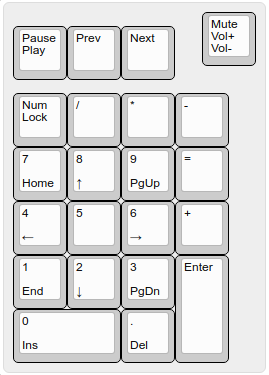 Pause
Play
Prev
Next
Mute
Vol+
Vol-
Num
Lock
/
*
-
7
Home
8
↑
9
PgUp
=
4
←
5
6
→
+
1
End
2
↓
3
PgDn
Enter
0
Ins
.
Del